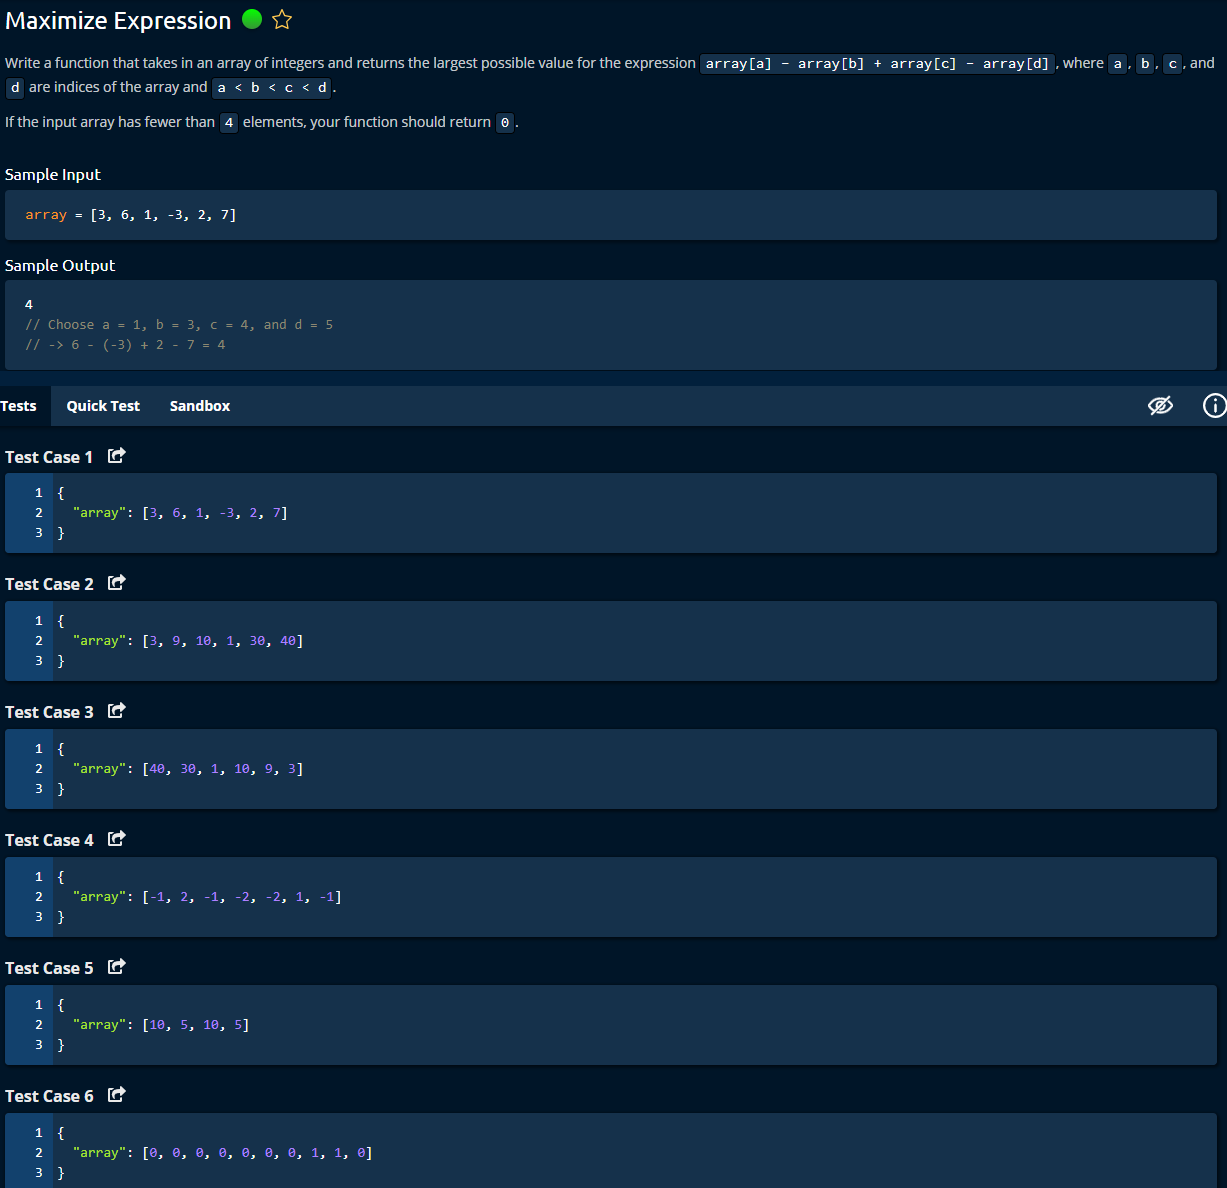 Maximize Expression
Write a function that takes in an array of integers and returns the largest possible value for the expression array[a] - array[b] + array[c] - array[d], where a, b, c, and
d are indices of the array and a < b < c < d.
If the input array has fewer than 4 elements, your function should return 0.
Sample Input
array = [3, 6, 1, -3, 2, 7]
Sample Output
4
// Choose a = 1, b = 3, c = 4, and d = 5
// -> 6 - (-3) + 2 - 7 = 4
Tests Quick Test Sandbox
Test Case 1
1 {
2 "array": [3, 6, 1, -3, 2, 7]
3 }
Test Case 2
1 {
2 "array": [3, 9, 10, 1, 30, 40]
3 }
Test Case 3
1 {
2 "array": [40, 30, 1, 10, 9, 3]
3 }
Test Case 4
1 {
2 "array": [-1, 2, -1, -2, -2, 1, -1]
3 }
Test Case 5
1 {
2 "array": [10, 5, 10, 5]
3 }
Test Case 6
1 {
2 "array": [0, 0, 0, 0, 0, 0, 0, 1, 1, 0]
3 }